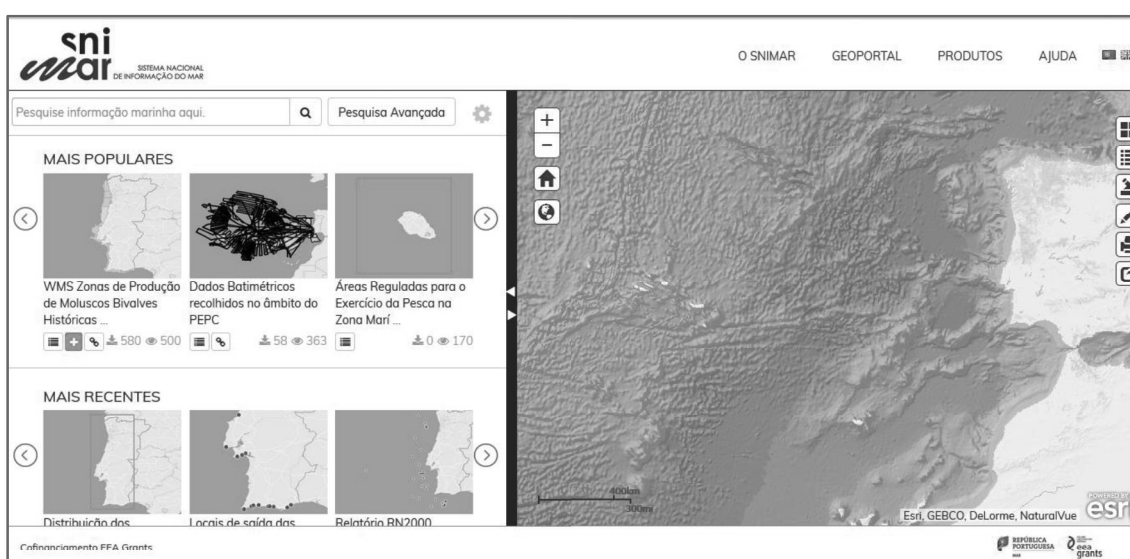 sni
mar
SISTEMA NACIONAL
DE INFORMAÇÃO DO MAR
O SNIMAR GEOPORTAL PRODUTOS AJUDA
Pesquise informação marinha aqui. Pesquisa Avançada
MAIS POPULARES
WMS Zonas de Produção
de Moluscos Bivalves
Históricas ...
580 500
Dados Batimétricos
recolhidos no âmbito do
PEPC
58 363
Áreas Reguladas para o
Exercício da Pesca na
Zona Marí ...
0 170
MAIS RECENTES
Distribuição dos
Locais de saída das
Relatório RN2000
+
−
400km
300mi
Esri, GEBCO, DeLorme, NaturalVue
POWERED BY
esri
Cofinanciamento EEA Grants
REPÚBLICA
PORTUGUESA
MAR
eea
grants